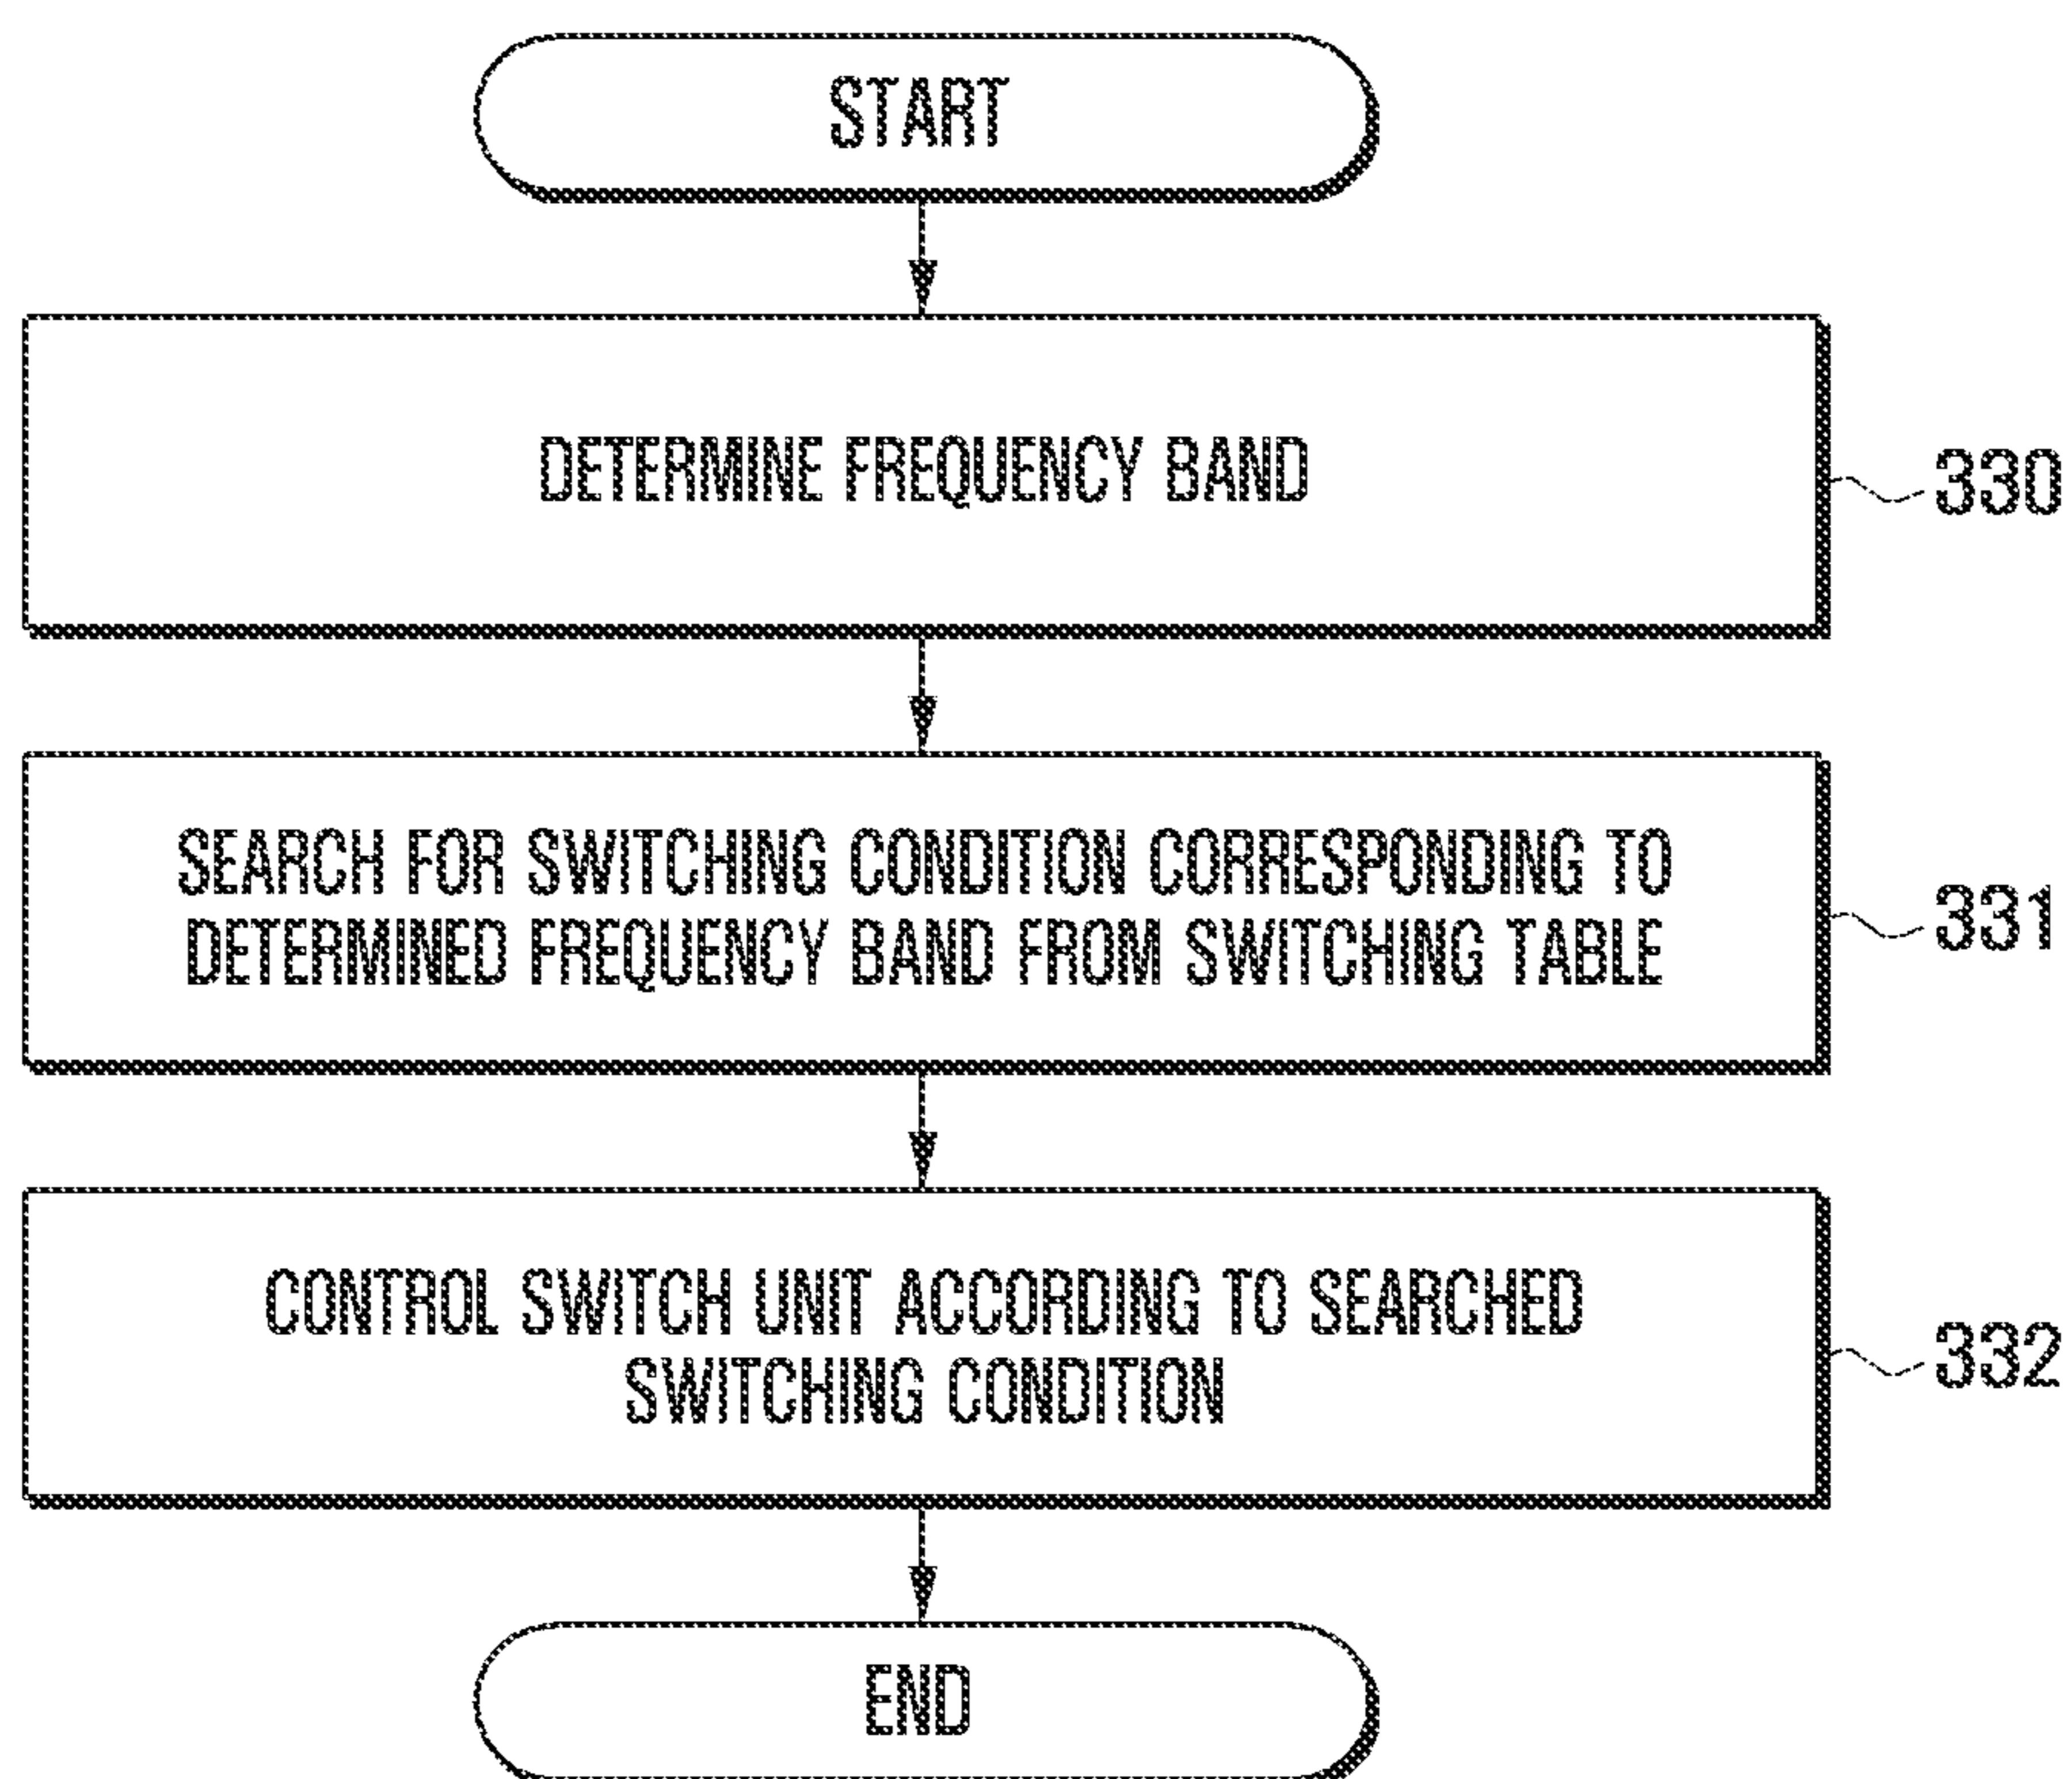 START
DETERMINE FREQUENCY BAND
330
SEARCH FOR SWITCHING CONDITION CORRESPONDING TO
DETERMINED FREQUENCY BAND FROM SWITCHING TABLE
331
CONTROL SWITCH UNIT ACCORDING TO SEARCHED
SWITCHING CONDITION
332
END